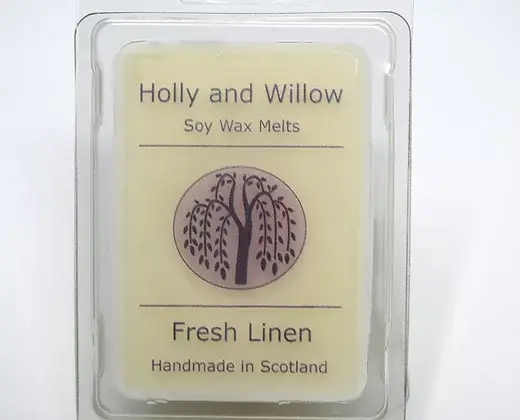 Holly and Willow
Soy Wax Melts
Fresh Linen
Handmade in Scotland